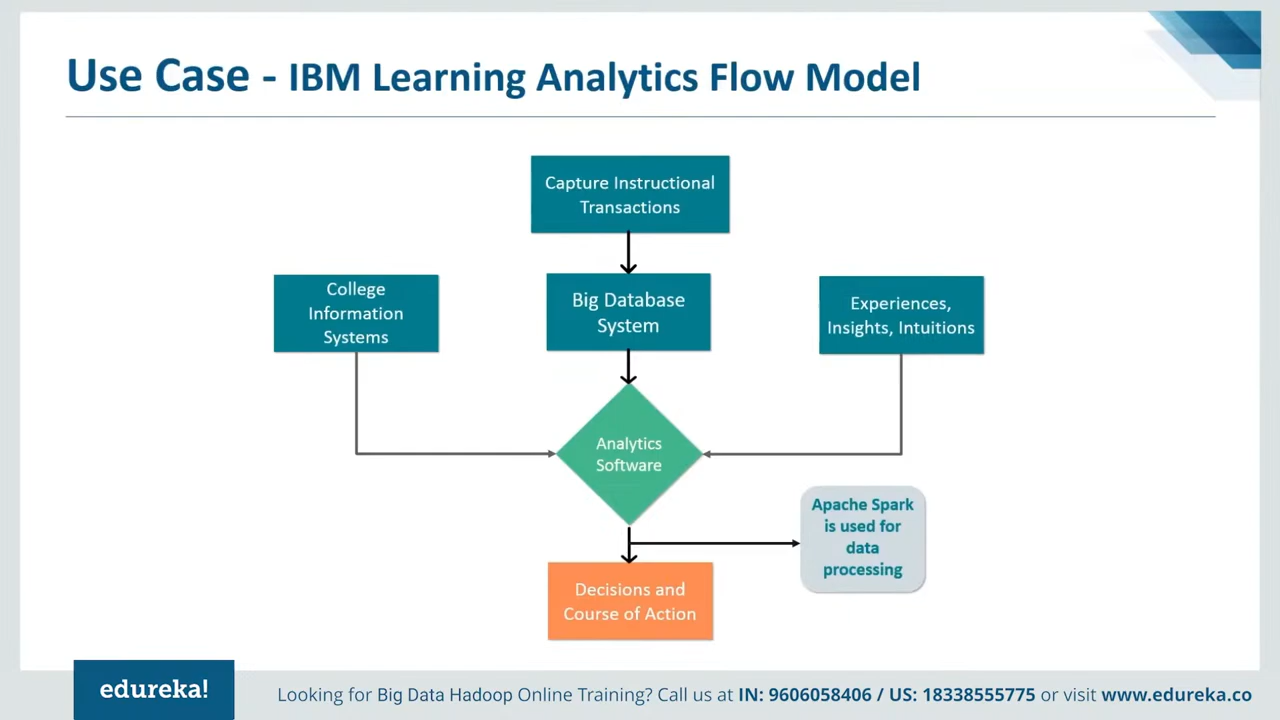 Use Case - IBM Learning Analytics Flow Model
Capture Instructional
Transactions
College
Information
Systems
Big Database
System
Experiences,
Insights, Intuitions
Analytics
Software
Apache Spark
is used for
data
processing
Decisions and
Course of Action
edureka!
Looking for Big Data Hadoop Online Training? Call us at IN: 9606058406 / US: 18338555775 or visit www.edureka.co